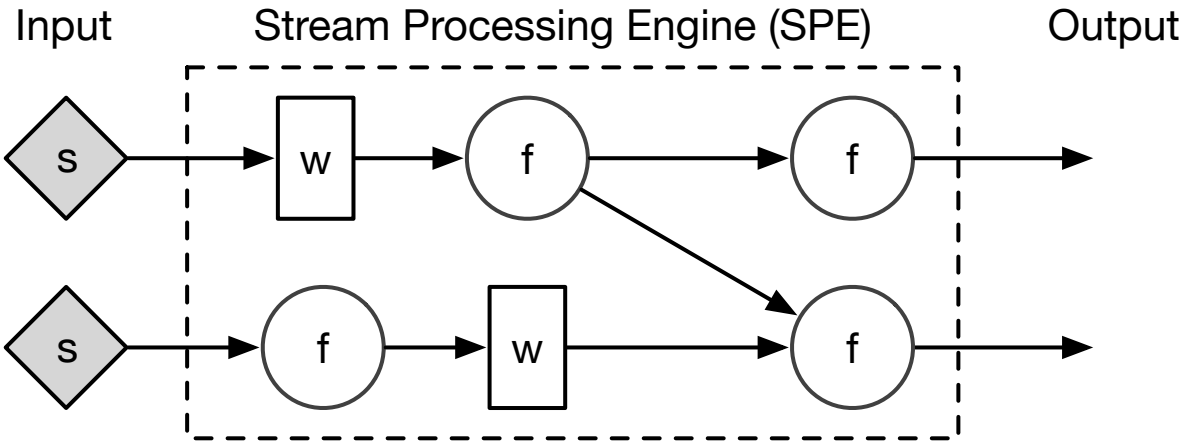 Input Stream Processing Engine (SPE) Output
s w f f
s f w f